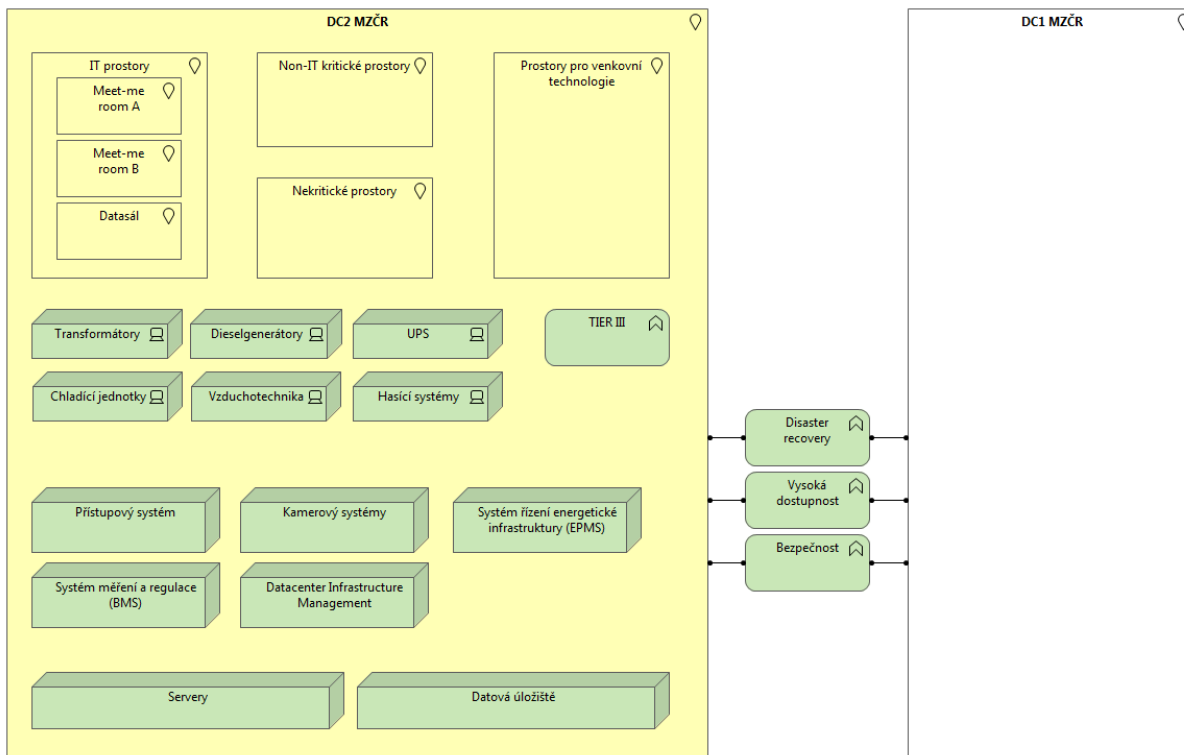 DC2 MZČR
DC1 MZČR
IT prostory
Meet-me
room A
Meet-me
room B
Datasál
Non-IT kritické prostory
Nekritické prostory
Prostory pro venkovní
technologie
Transformátory
Dieselgenerátory
UPS
TIER III
Chladící jednotky
Vzduchotechnika
Hasící systémy
Disaster
recovery
Vysoká
dostupnost
Bezpečnost
Přístupový systém
Kamerový systémy
Systém řízení energetické
infrastruktury (EPMS)
Systém měření a regulace
(BMS)
Datacenter Infrastructure
Management
Servery
Datová úložiště